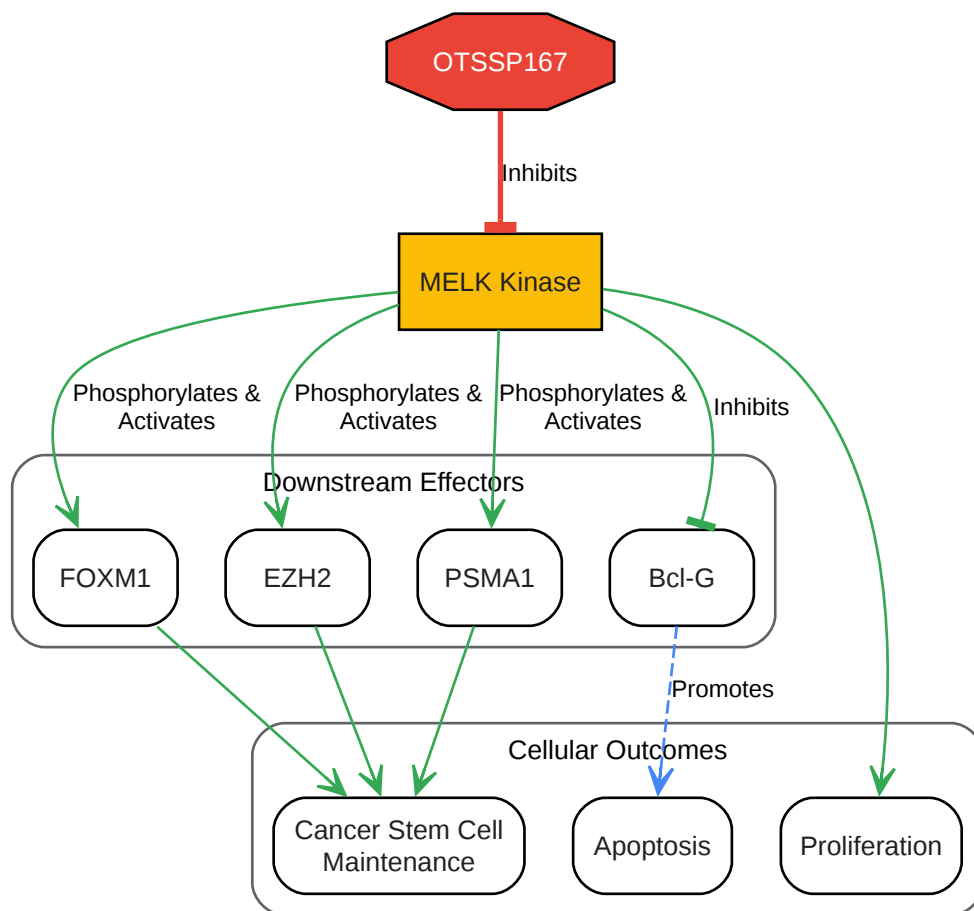 OTSSP167
Inhibits
MELK Kinase
Phosphorylates &
Activates
Phosphorylates &
Activates
Phosphorylates &
Activates
Inhibits
Downstream Effectors
FOXM1
EZH2
PSMA1
Bcl-G
Promotes
Cellular Outcomes
Cancer Stem Cell
Maintenance
Apoptosis
Proliferation